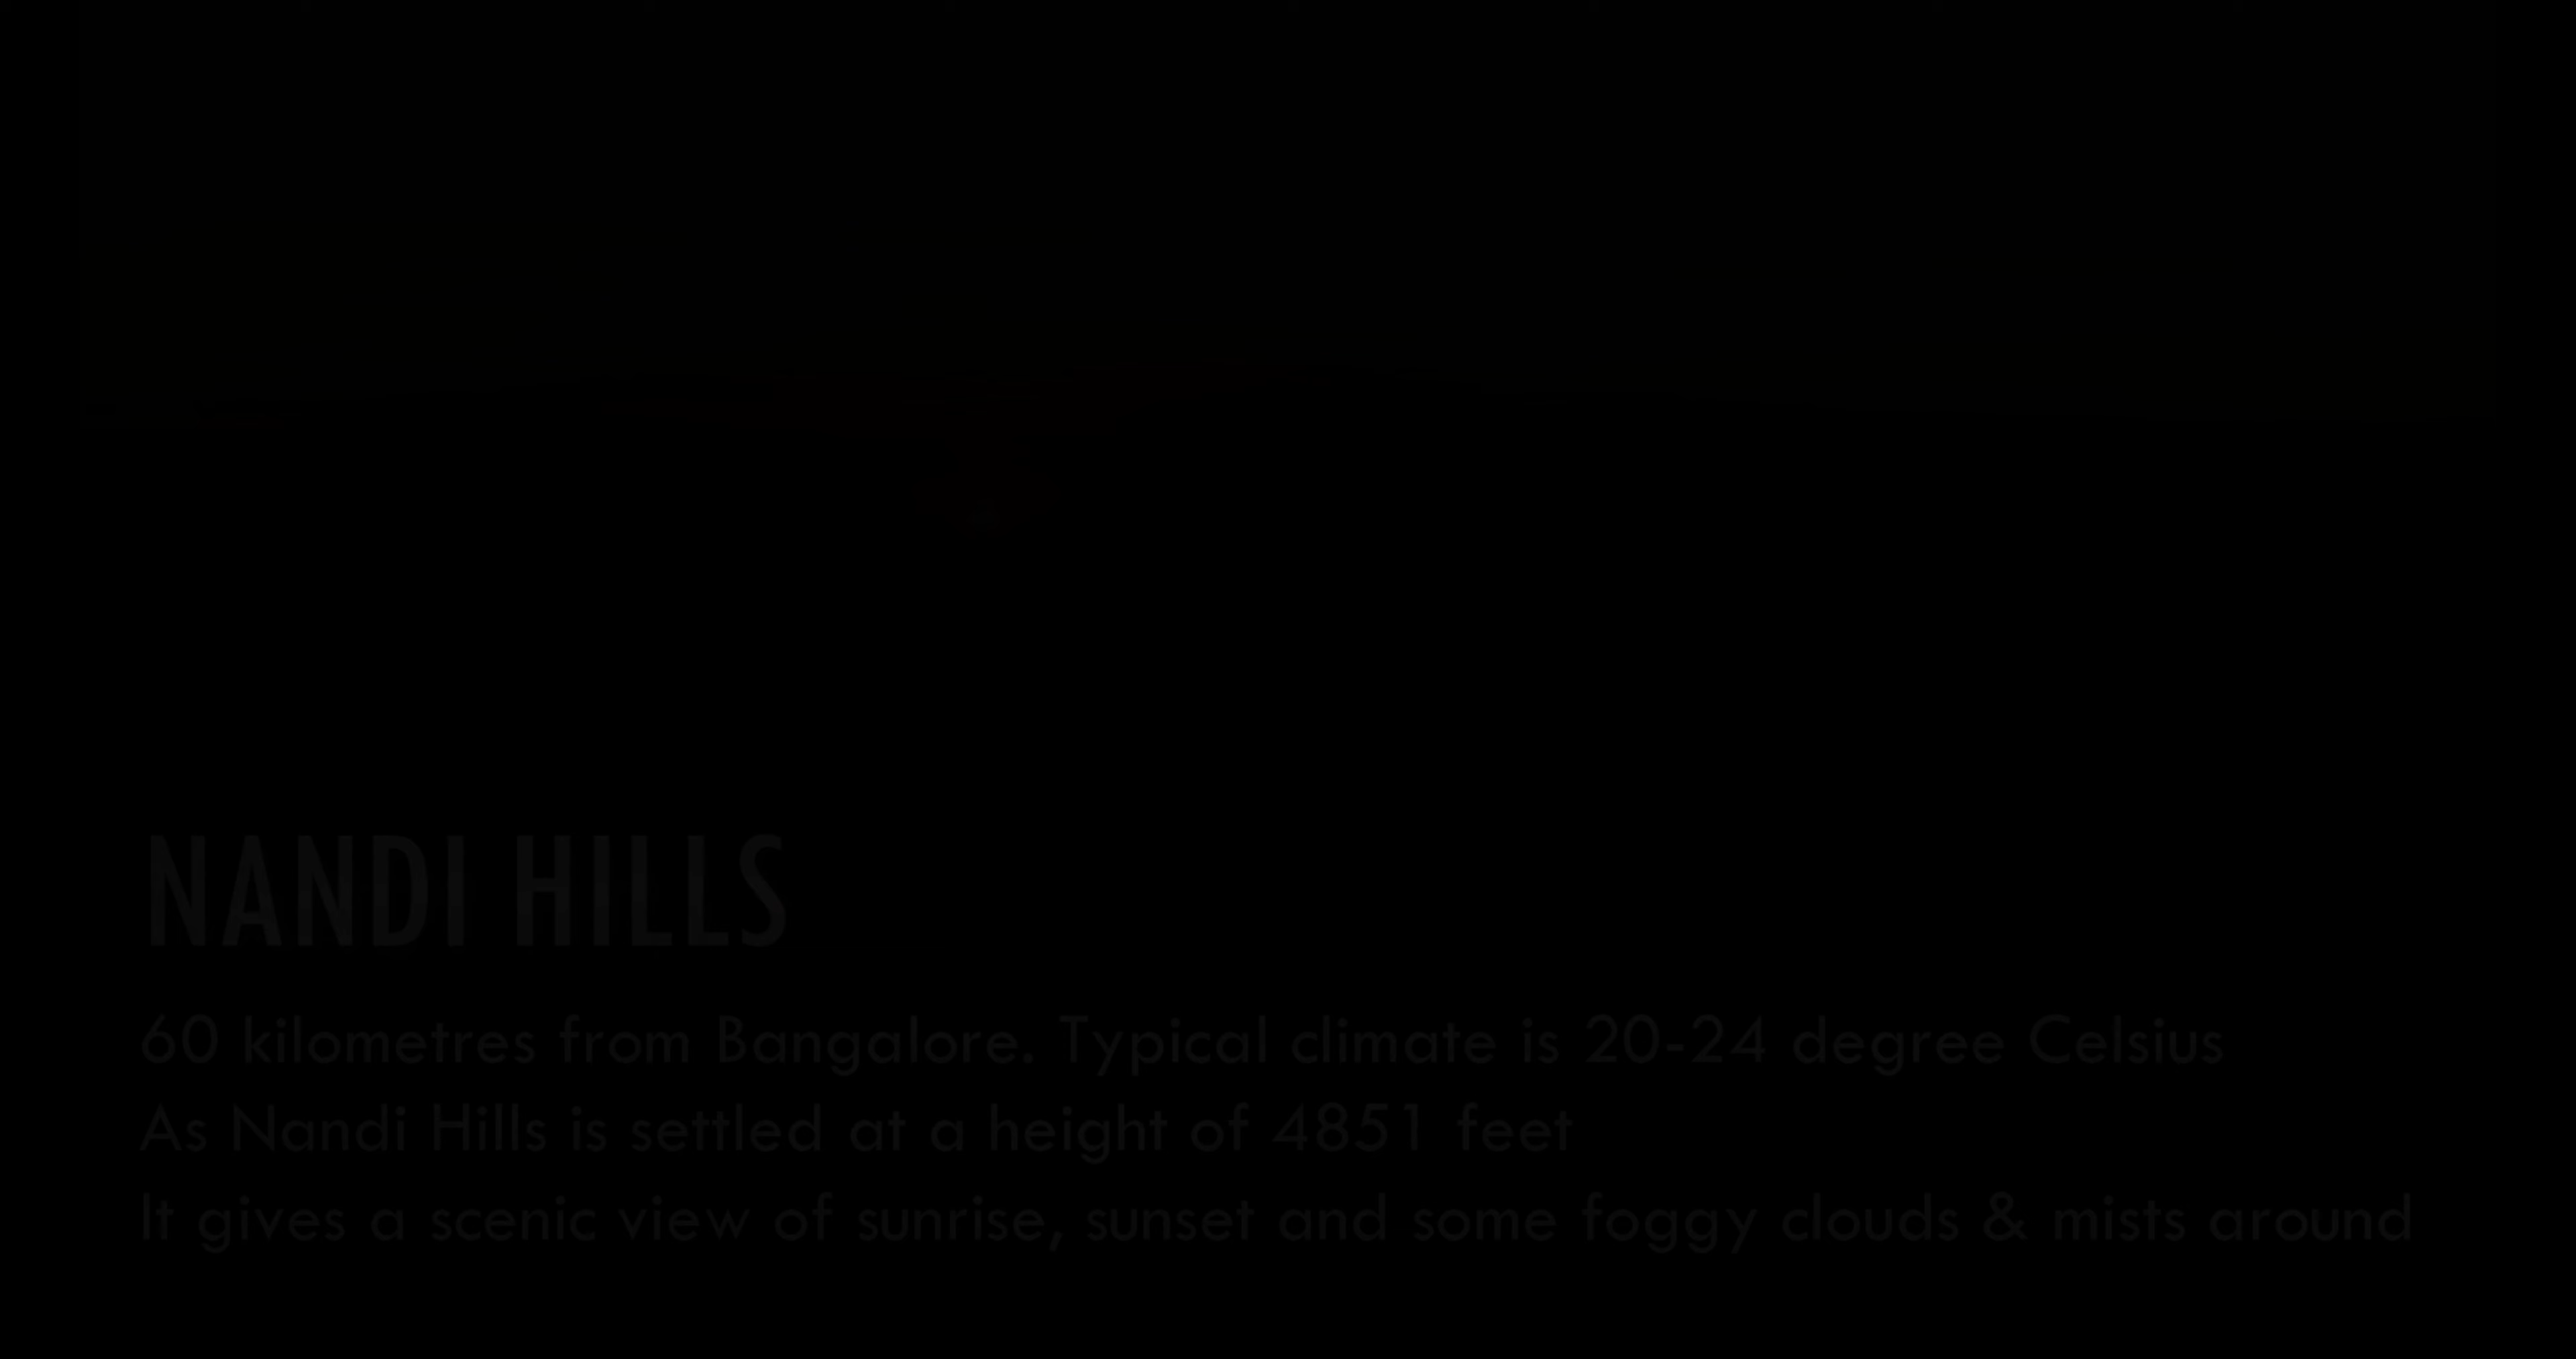 NANDI HILLS
60 kilometres from Bangalore. Typical climate is 20-24 degree Celsius
As Nandi Hills is settled at a height of 4851 feet
It gives a scenic view of sunrise, sunset and some foggy clouds & mists around